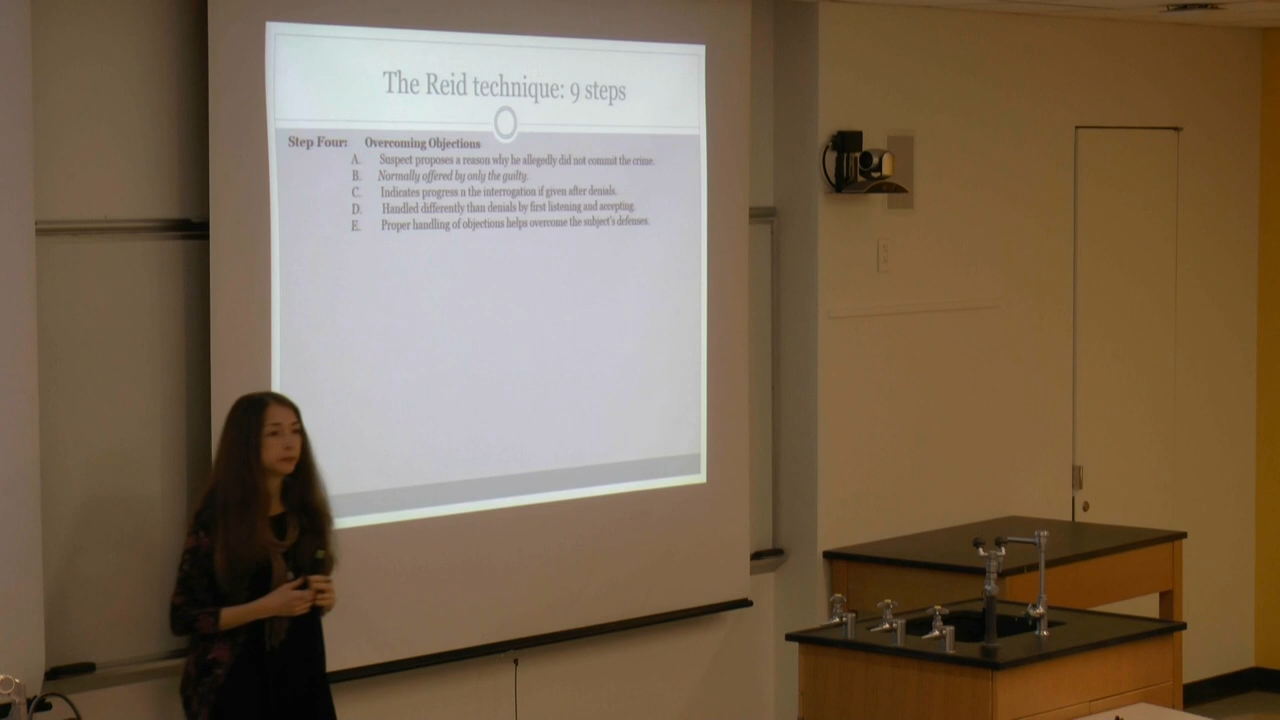 The Reid technique: 9 steps
Step Four: Overcoming Objections
A. Suspect proposes a reason why he allegedly did not commit the crime.
B. Normally offered by only the guilty.
C. Indicates progress n the interrogation if given after denials.
D. Handled differently than denials by first listening and accepting.
E. Proper handling of objections helps overcome the subject's defenses.